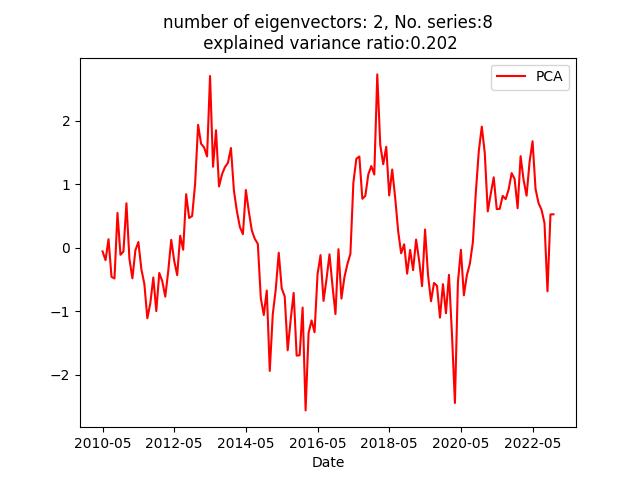 number of eigenvectors: 2, No. series:8
explained variance ratio:0.202
PCA
2
1
0
−1
−2
2010-05 2012-05 2014-05 2016-05 2018-05 2020-05 2022-05
Date